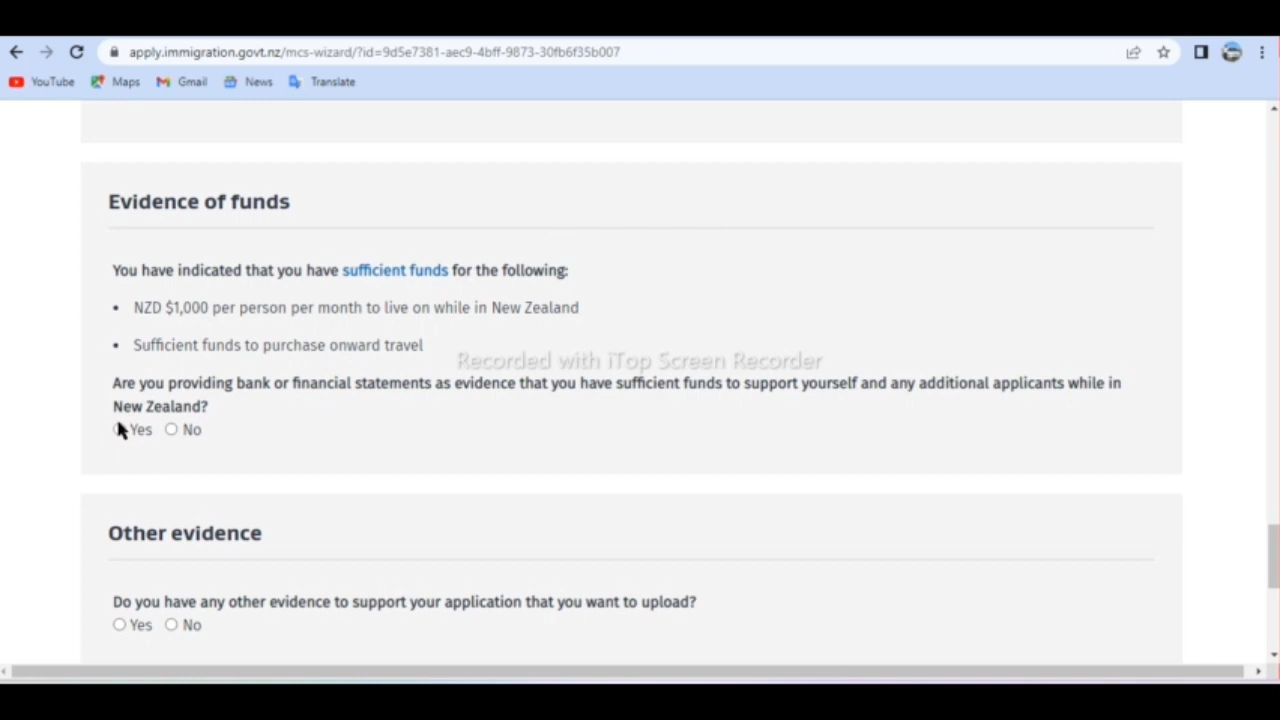 apply.immigration.govt.nz/mcs-wizard/?id=9d5e7381-aec9-4bff-9873-30fb6f35b007
YouTube Maps Gmail News Translate
Evidence of funds
You have indicated that you have sufficient funds for the following:
• NZD $1,000 per person per month to live on while in New Zealand
• Sufficient funds to purchase onward travel
Recorded with iTop Screen Recorder
Are you providing bank or financial statements as evidence that you have sufficient funds to support yourself and any additional applicants while in
New Zealand?
Yes No
Other evidence
Do you have any other evidence to support your application that you want to upload?
Yes No